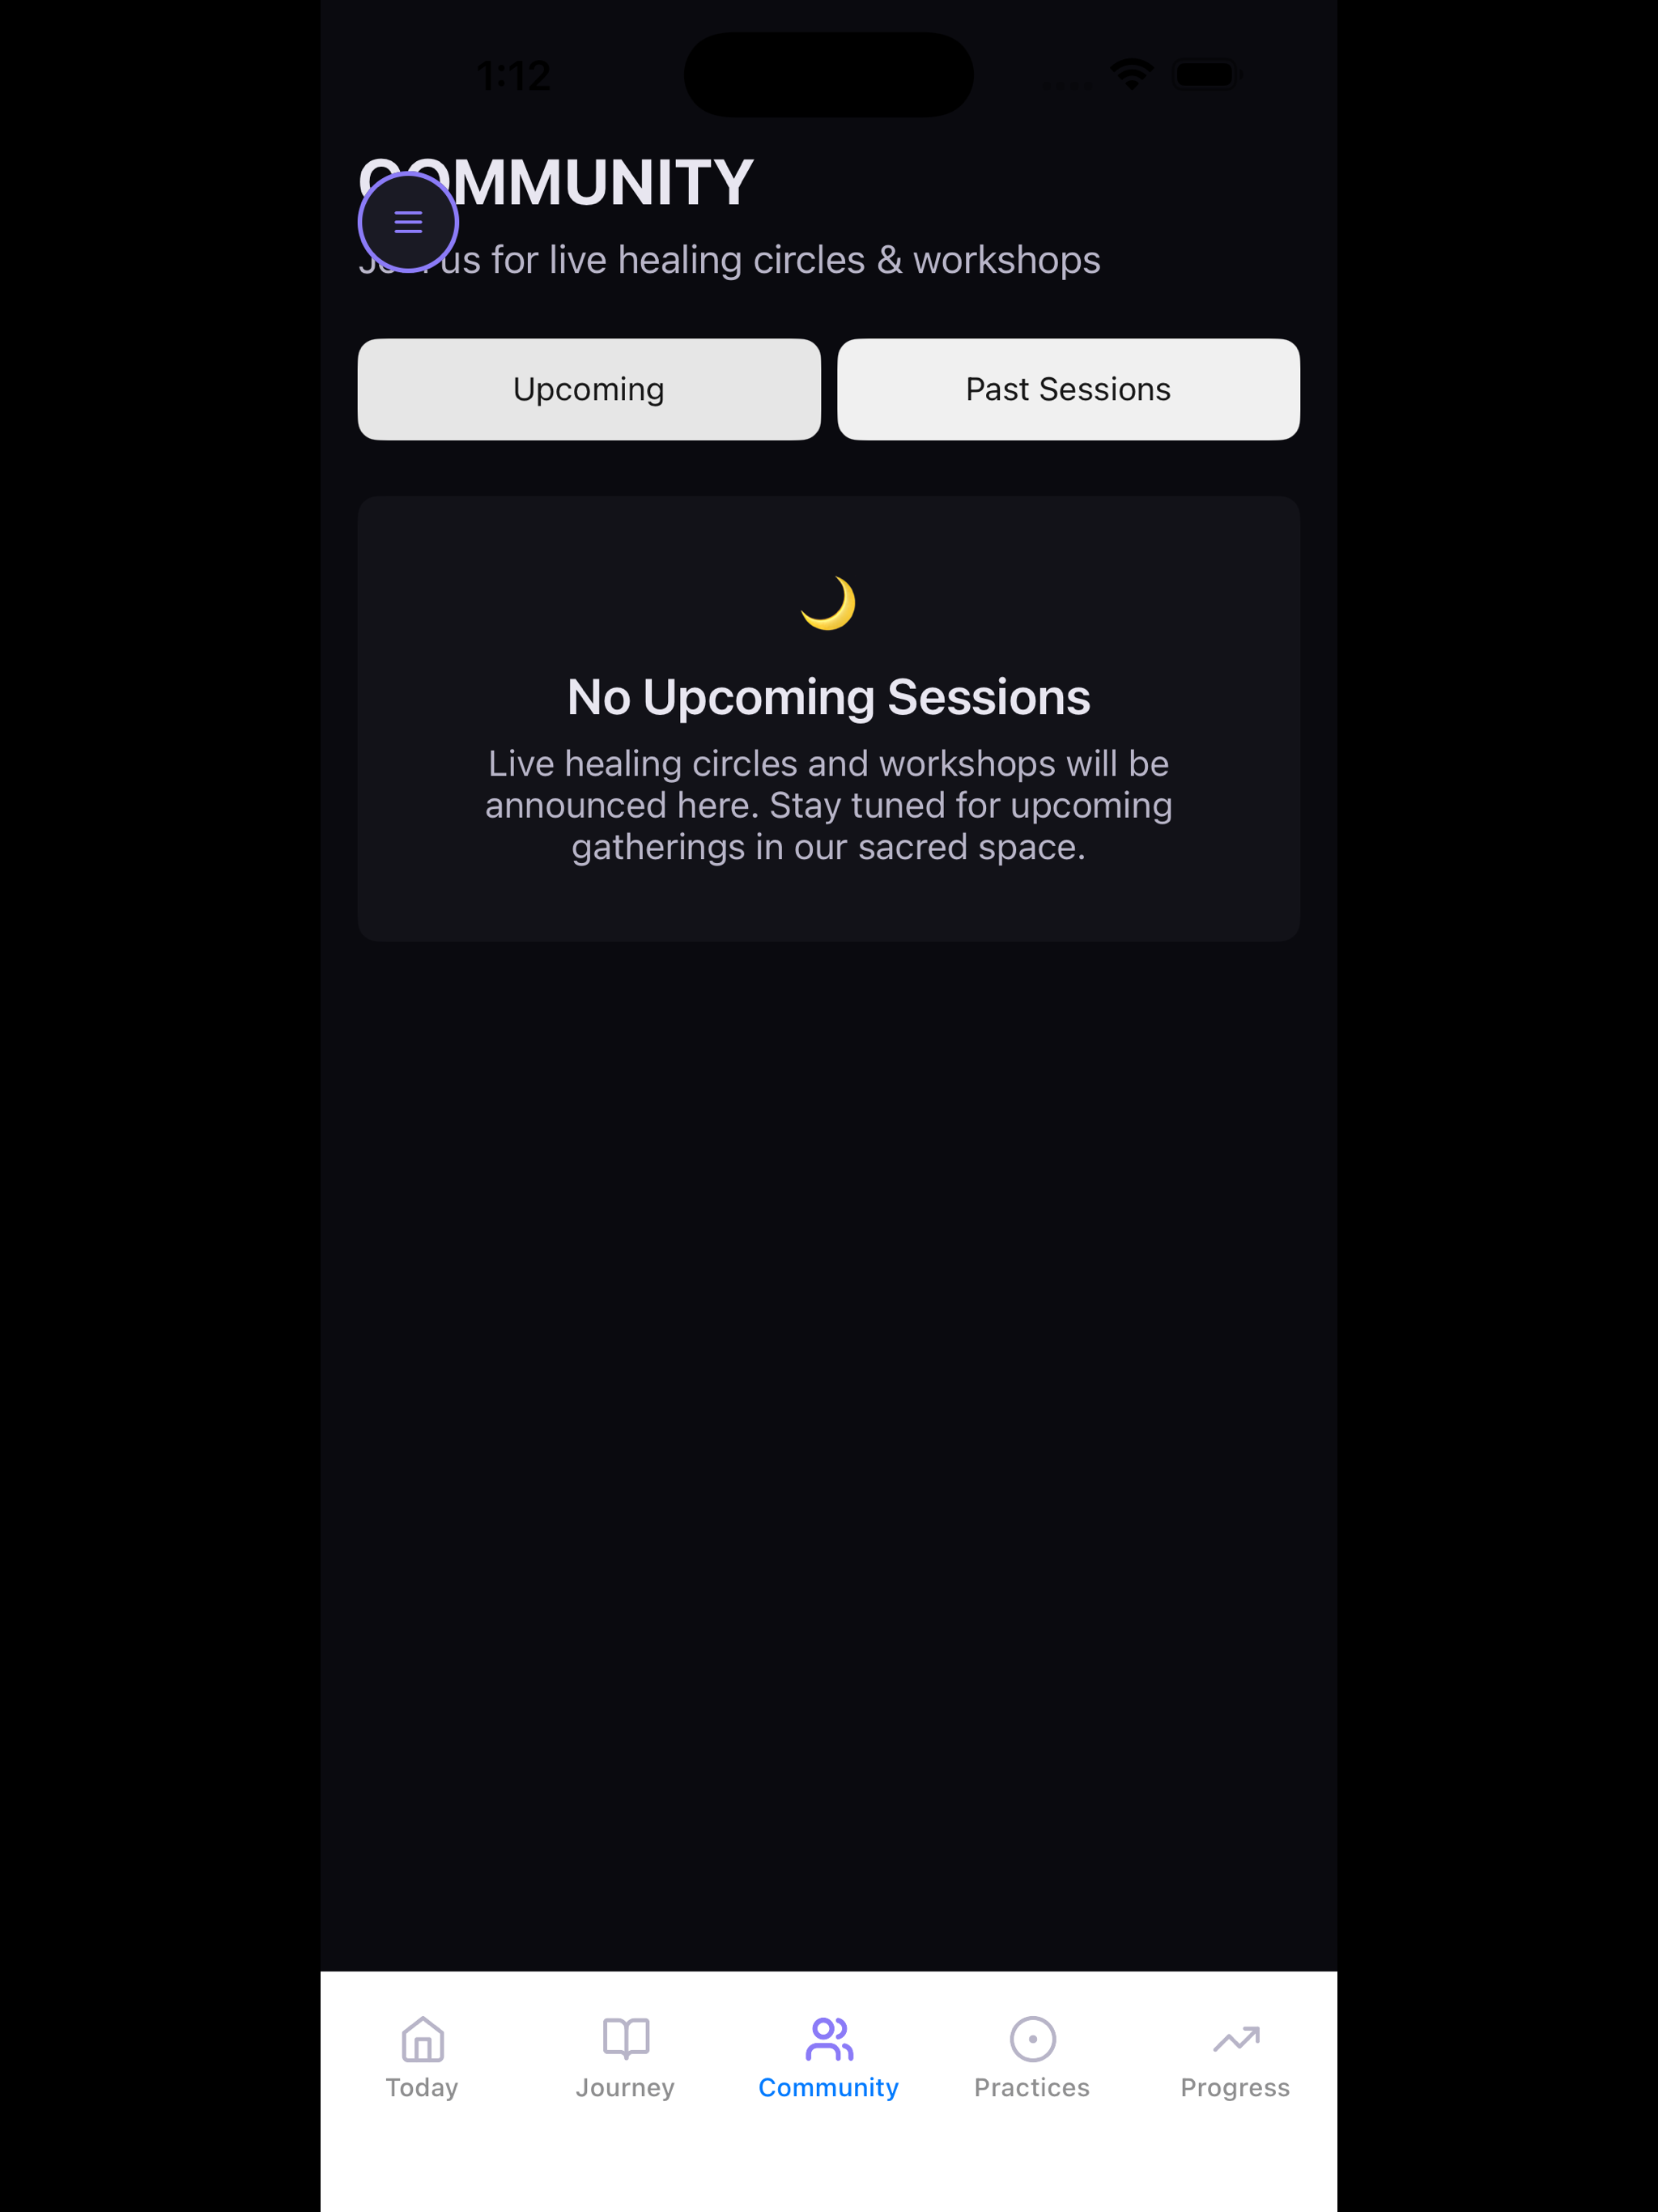 1:12
COMMUNITY
us for live healing circles & workshops
Upcoming
Past Sessions
No Upcoming Sessions
Live healing circles and workshops will be
announced here. Stay tuned for upcoming
gatherings in our sacred space.
Today
Journey
Community
Practices
Progress